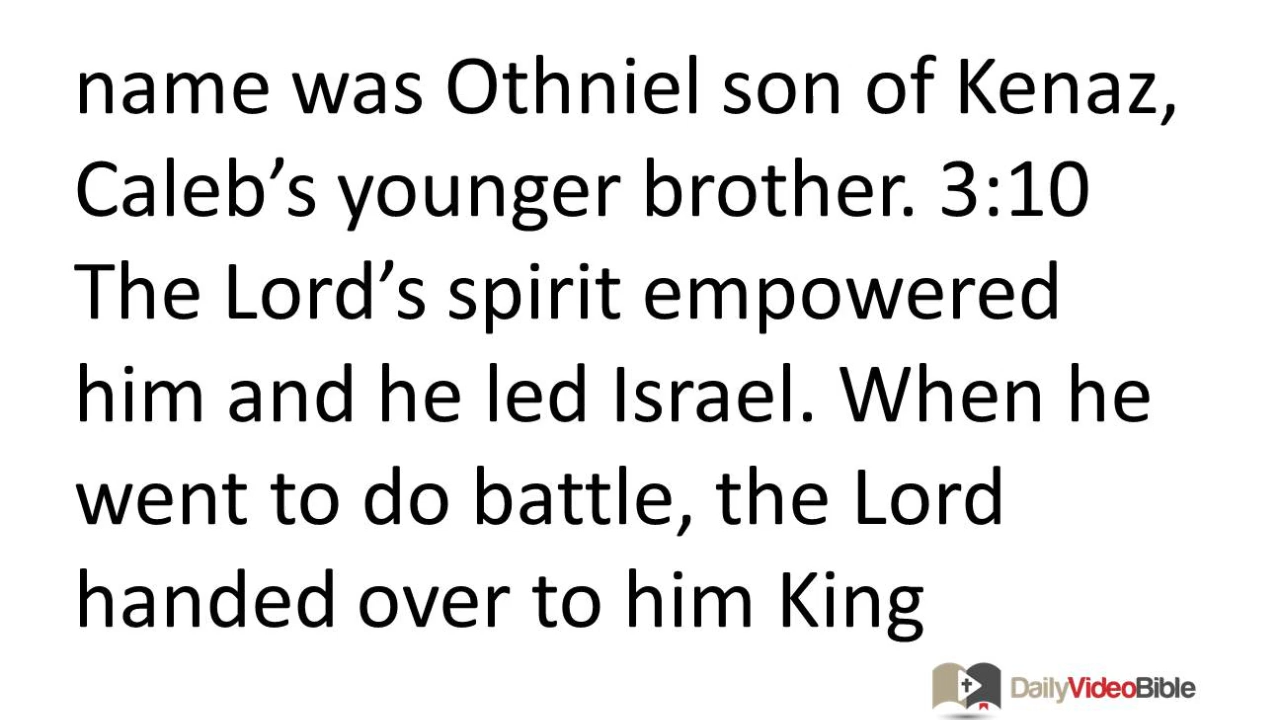 name was Othniel son of Kenaz,
Caleb’s younger brother. 3:10
The Lord’s spirit empowered
him and he led Israel. When he
went to do battle, the Lord
handed over to him King
DailyVideoBible